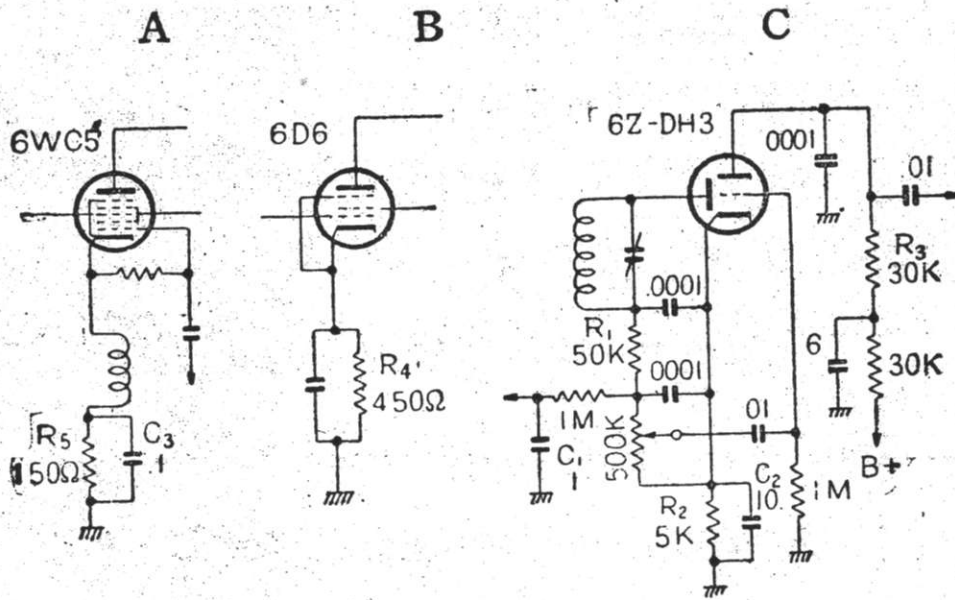 A
B
C
6WC5
6D6
6Z-DH3
.0001
.01
R3
30K
.0001
R1
50K
.0001
6
30K
R4
450Ω
1M
C1
1
500K
.01
B+
R5
150Ω
C3
1
R2
5K
C2
10
1M